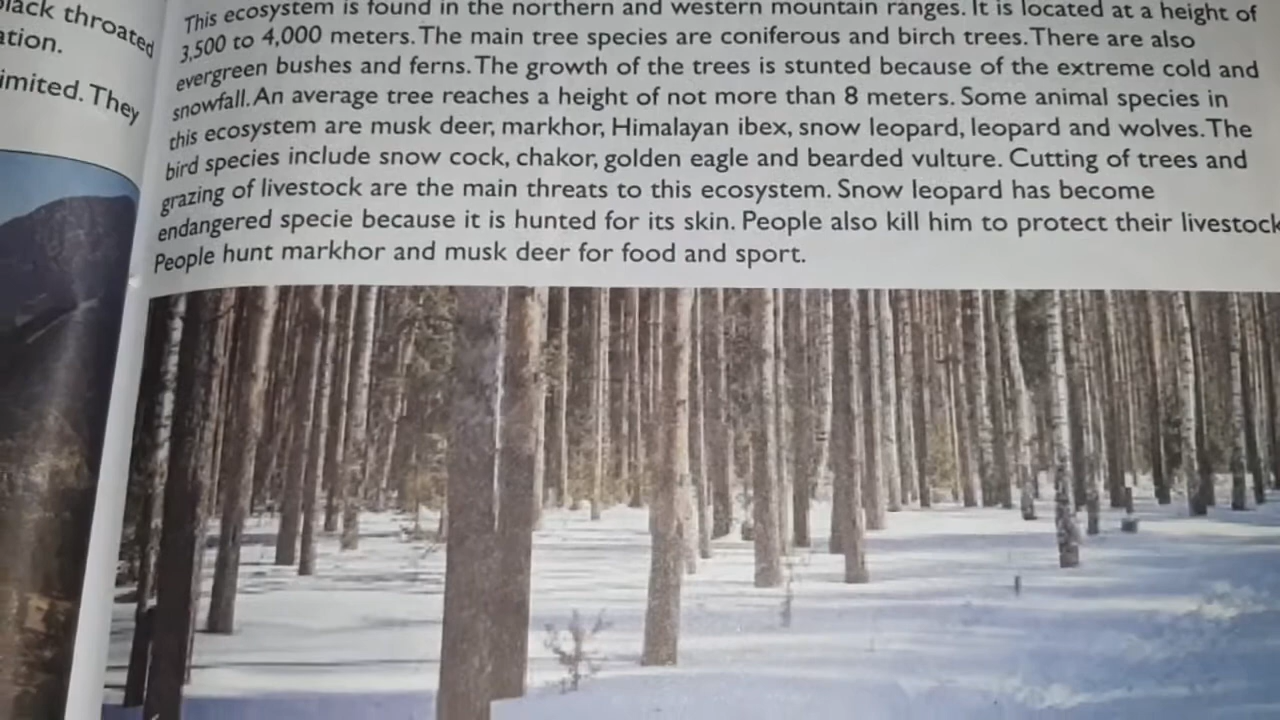 black throated
ation.
imited. They
This ecosystem is found in the northern and western mountain ranges. It is located at a height of
3,500 to 4,000 meters. The main tree species are coniferous and birch trees. There are also
evergreen bushes and ferns. The growth of the trees is stunted because of the extreme cold and
snowfall. An average tree reaches a height of not more than 8 meters. Some animal species in
this ecosystem are musk deer, markhor, Himalayan ibex, snow leopard, leopard and wolves. The
bird species include snow cock, chakor, golden eagle and bearded vulture. Cutting of trees and
grazing of livestock are the main threats to this ecosystem. Snow leopard has become
endangered specie because it is hunted for its skin. People also kill him to protect their livestock
People hunt markhor and musk deer for food and sport.